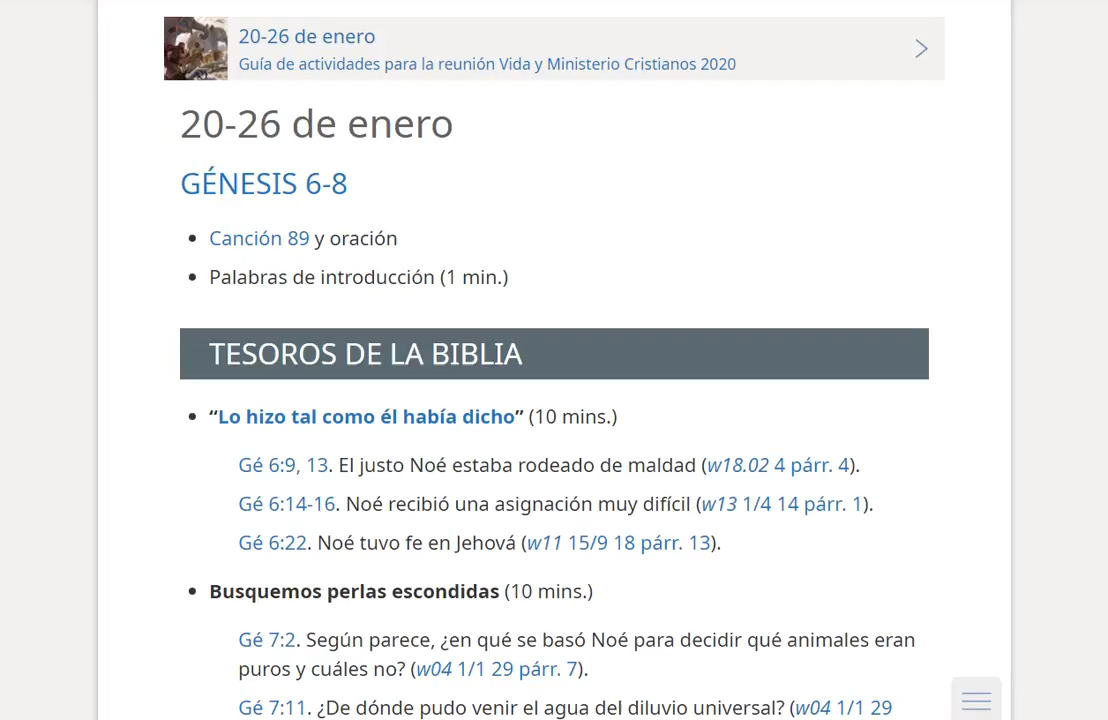 20-26 de enero
Guía de actividades para la reunión Vida y Ministerio Cristianos 2020
20-26 de enero
GÉNESIS 6-8
• Canción 89 y oración
• Palabras de introducción (1 min.)
TESOROS DE LA BIBLIA
• “Lo hizo tal como él había dicho” (10 mins.)
Gé 6:9, 13. El justo Noé estaba rodeado de maldad (w18.02 4 párr. 4).
Gé 6:14-16. Noé recibió una asignación muy difícil (w13 1/4 14 párr. 1).
Gé 6:22. Noé tuvo fe en Jehová (w11 15/9 18 párr. 13).
• Busquemos perlas escondidas (10 mins.)
Gé 7:2. Según parece, ¿en qué se basó Noé para decidir qué animales eran
puros y cuáles no? (w04 1/1 29 párr. 7).
Gé 7:11. ¿De dónde pudo venir el agua del diluvio universal? (w04 1/1 29